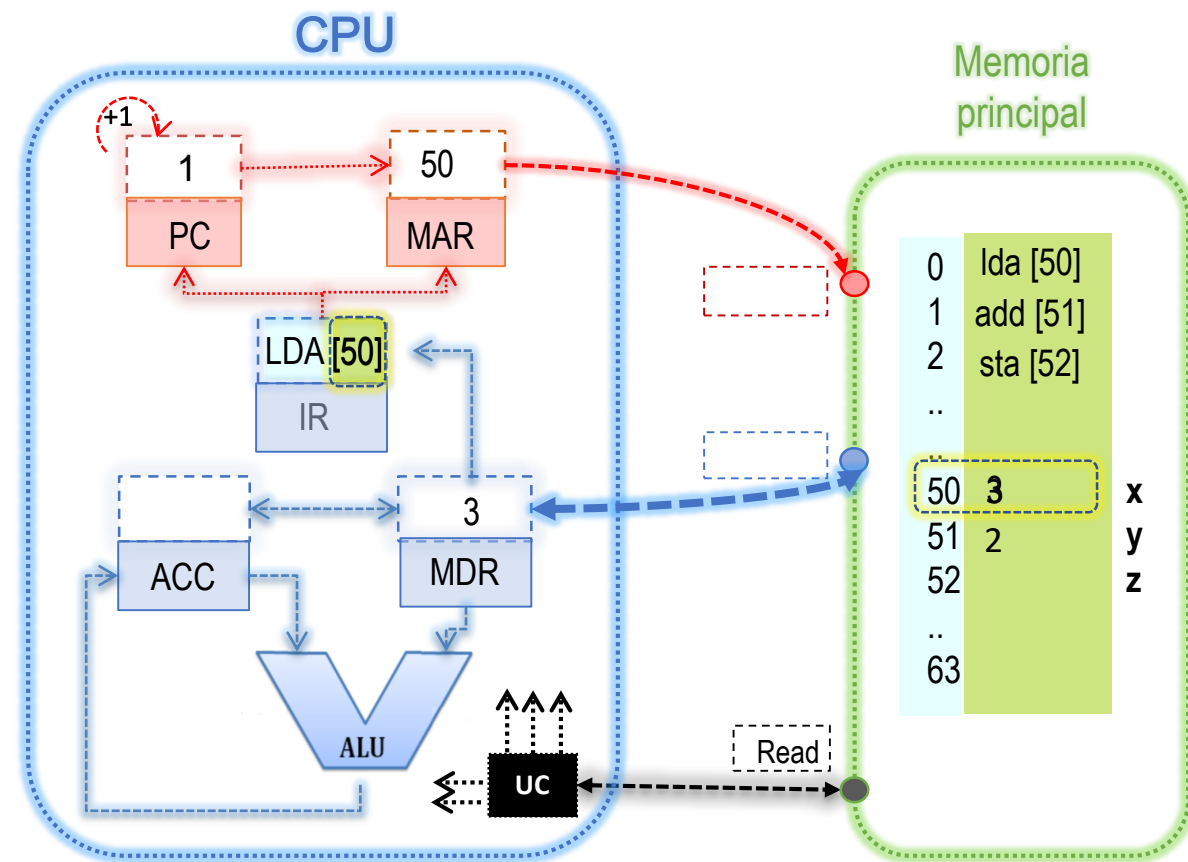 CPU
+1
1
PC
50
MAR
LDA [50]
IR
ACC
3
MDR
ALU
UC
Read
Memoria
principal
0 lda [50]
1 add [51]
2 sta [52]
..
..
50 3 x
51 2 y
52 z
..
63